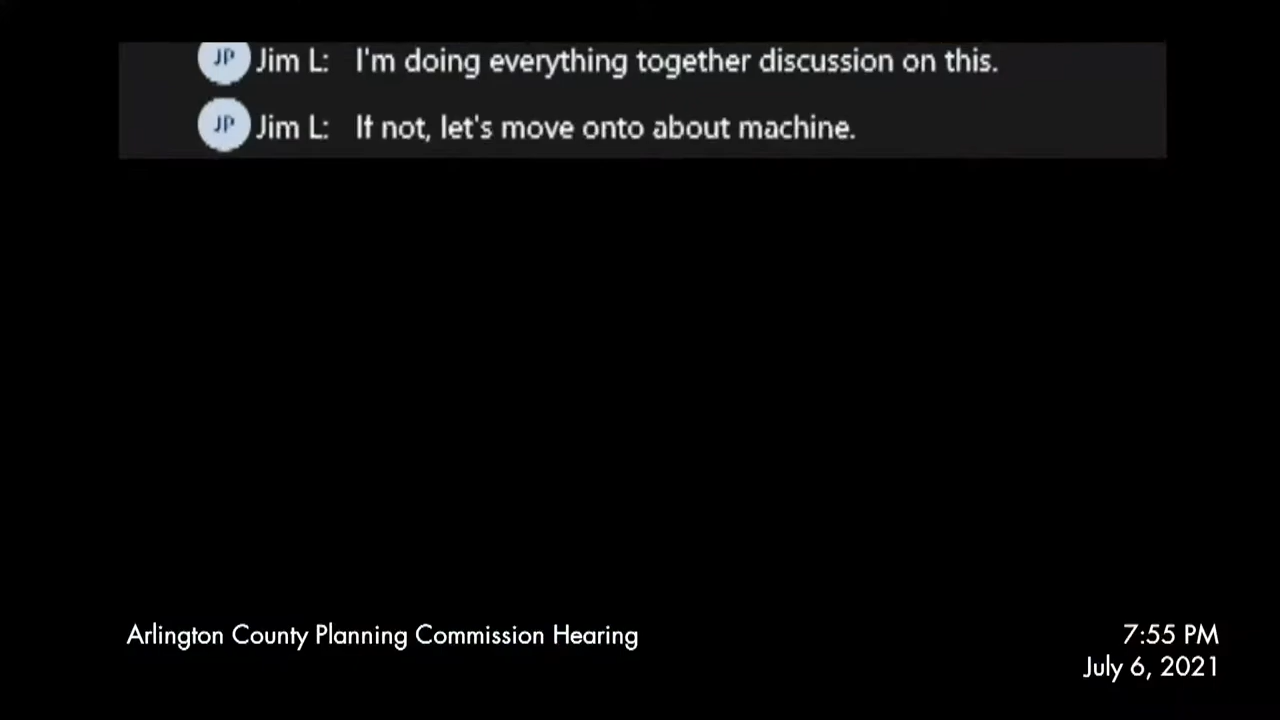 JP Jim L: I'm doing everything together discussion on this.
JP Jim L: If not, let's move onto about machine.
Arlington County Planning Commission Hearing 7:55 PM
July 6, 2021